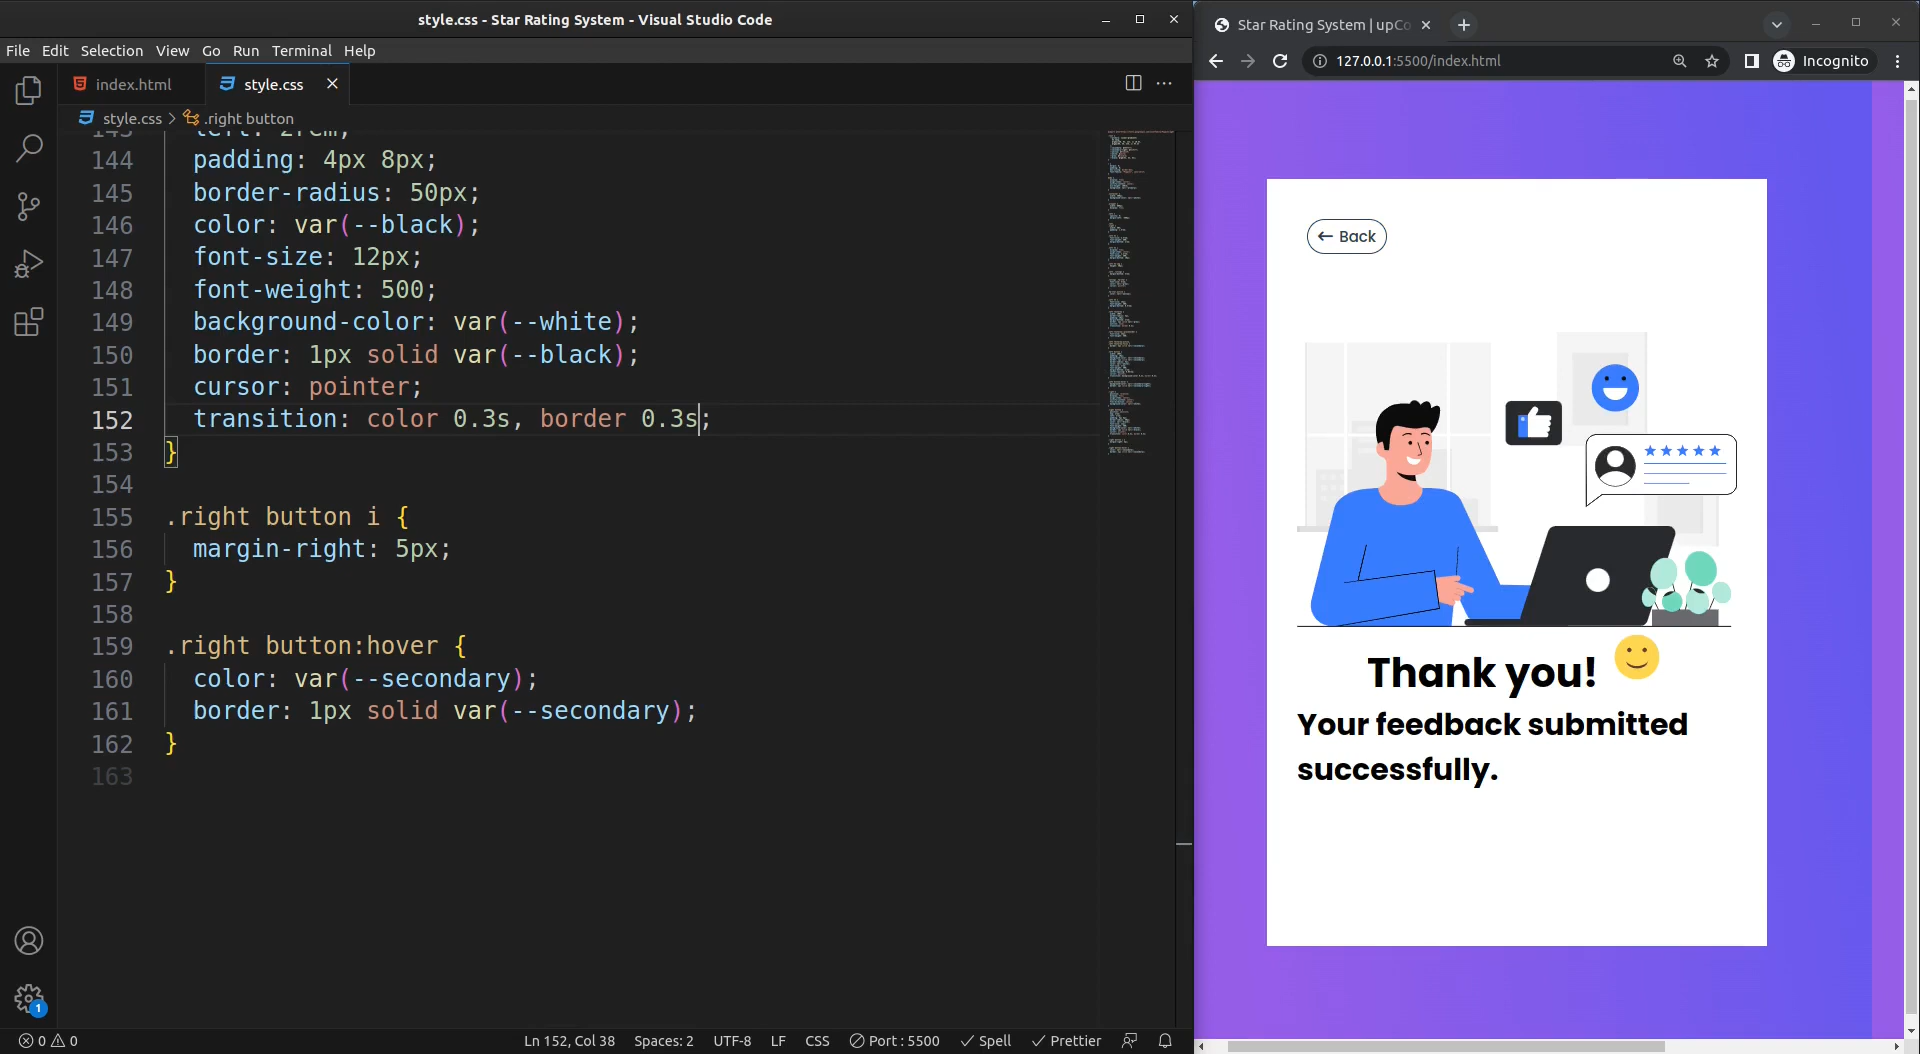 style.css - Star Rating System - Visual Studio Code
File Edit Selection View Go Run Terminal Help
index.html
style.css
style.css > .right button
144 padding: 4px 8px;
145 border-radius: 50px;
146 color: var(--black);
147 font-size: 12px;
148 font-weight: 500;
149 background-color: var(--white);
150 border: 1px solid var(--black);
151 cursor: pointer;
152 transition: color 0.3s, border 0.3s;
153 }
154
155 .right button i {
156 margin-right: 5px;
157 }
158
159 .right button:hover {
160 color: var(--secondary);
161 border: 1px solid var(--secondary);
162 }
163
1
0 0
Ln 152, Col 38 Spaces: 2 UTF-8 LF CSS Port : 5500 Spell Prettier
Star Rating System | upCo
127.0.0.1:5500/index.html
Incognito
← Back
Thank you!
Your feedback submitted
successfully.